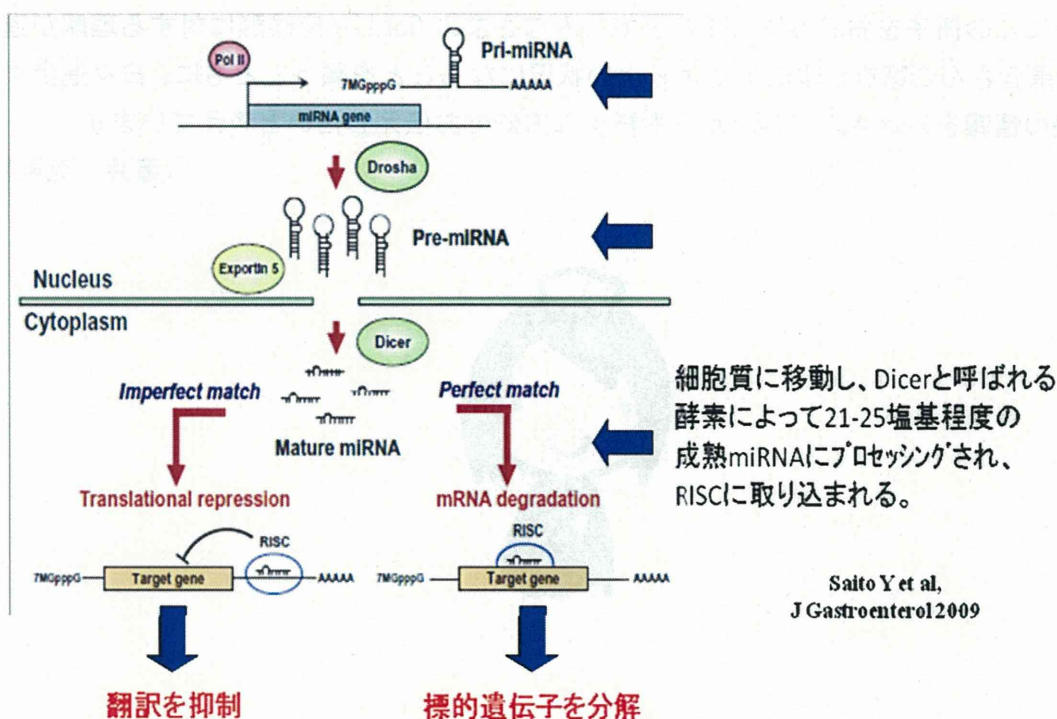 Pol II
Pri-miRNA
7MGpppG
AAAAA
miRNA gene
Drosha
Pre-miRNA
Exportin 5
Nucleus
Cytoplasm
Dicer
Imperfect match
Perfect match
Mature miRNA
細胞質に移動し、Dicerと呼ばれる
酵素によって21-25塩基程度の
成熟miRNAにプロセッシングされ、
RISCに取り込まれる。
Translational repression
mRNA degradation
RISC
RISC
7MGpppG
Target gene
AAAAA
7MGpppG
Target gene
AAAAA
Saito Y et al,
J Gastroenterol 2009
翻訳を抑制
標的遺伝子を分解